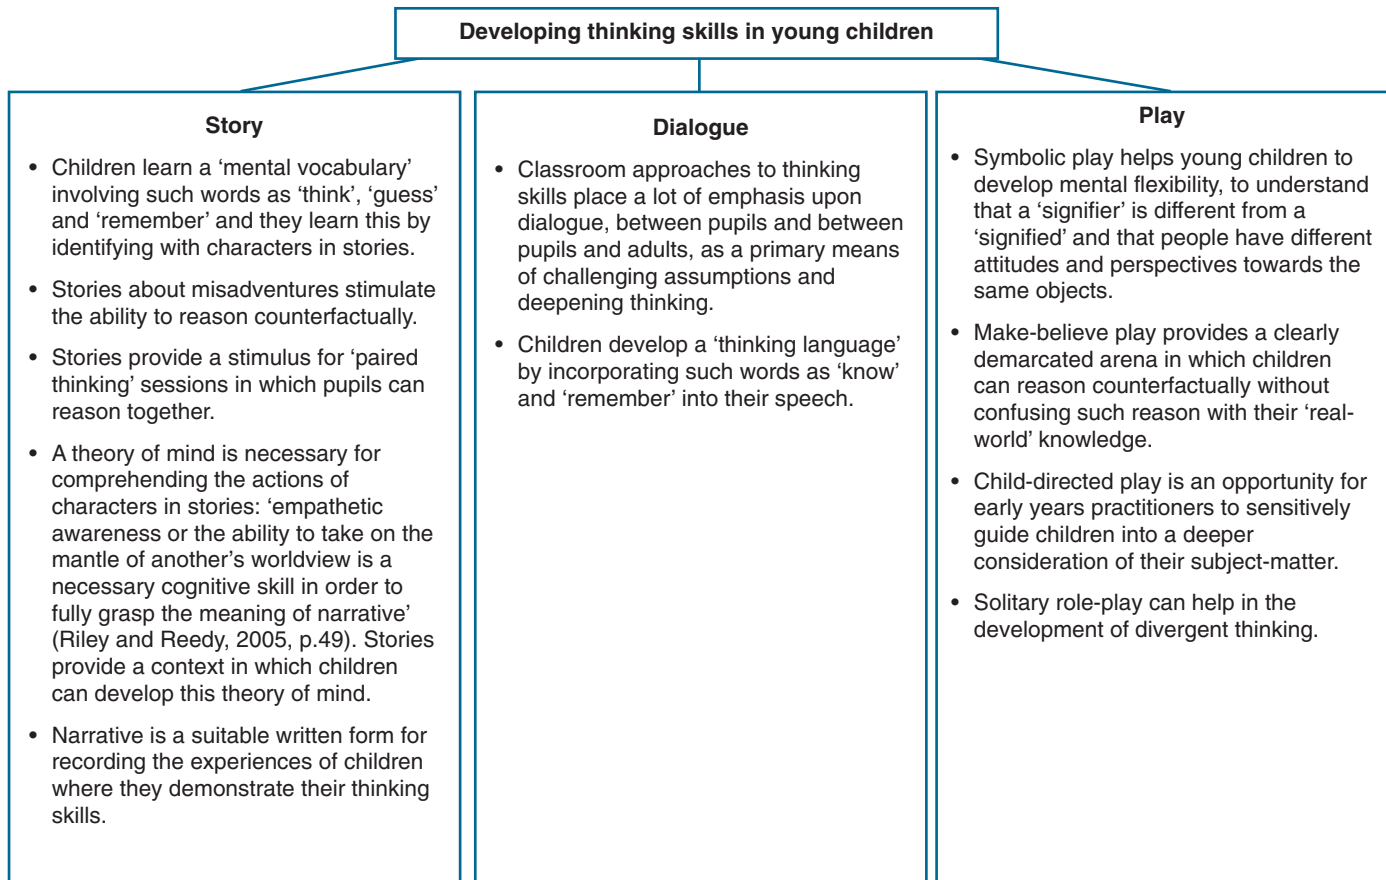 Developing thinking skills in young children
Story
• Children learn a ‘mental vocabulary’
involving such words as ‘think’, ‘guess’
and ‘remember’ and they learn this by
identifying with characters in stories.
• Stories about misadventures stimulate
the ability to reason counterfactually.
• Stories provide a stimulus for ‘paired
thinking’ sessions in which pupils can
reason together.
• A theory of mind is necessary for
comprehending the actions of
characters in stories: ‘empathetic
awareness or the ability to take on the
mantle of another’s worldview is a
necessary cognitive skill in order to
fully grasp the meaning of narrative’
(Riley and Reedy, 2005, p.49). Stories
provide a context in which children
can develop this theory of mind.
• Narrative is a suitable written form for
recording the experiences of children
where they demonstrate their thinking
skills.
Dialogue
• Classroom approaches to thinking
skills place a lot of emphasis upon
dialogue, between pupils and between
pupils and adults, as a primary means
of challenging assumptions and
deepening thinking.
• Children develop a ‘thinking language’
by incorporating such words as ‘know’
and ‘remember’ into their speech.
Play
• Symbolic play helps young children to
develop mental flexibility, to understand
that a ‘signifier’ is different from a
‘signified’ and that people have different
attitudes and perspectives towards the
same objects.
• Make-believe play provides a clearly
demarcated arena in which children
can reason counterfactually without
confusing such reason with their ‘real-
world’ knowledge.
• Child-directed play is an opportunity for
early years practitioners to sensitively
guide children into a deeper
consideration of their subject-matter.
• Solitary role-play can help in the
development of divergent thinking.